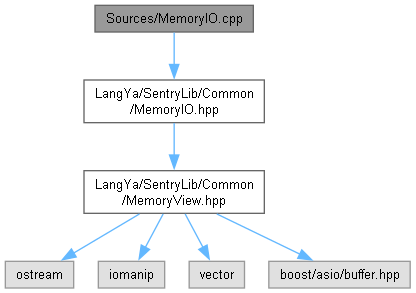 Sources/MemoryIO.cpp
LangYa/SentryLib/Common
/MemoryIO.hpp
LangYa/SentryLib/Common
/MemoryView.hpp
ostream
iomanip
vector
boost/asio/buffer.hpp